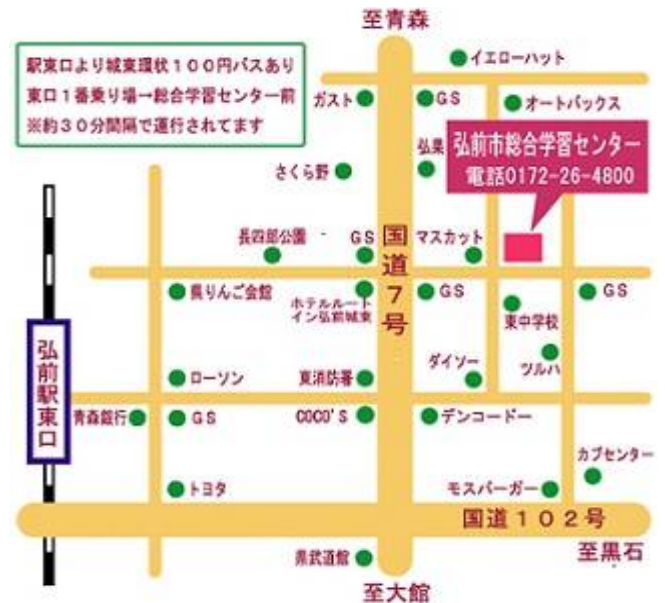 至青森
駅東口より城東環状１００円バスあり
東口１番乗り場→総合学習センター前
※約３０分間隔で運行されてます
イエローハット
ガスト
GS
オートバックス
弘果
弘前市総合学習センター
電話0172-26-4800
さくら野
長四郎公園
GS
国道７号
マスカット
県りんご会館
ホテルルート
イン弘前城東
GS
東中学校
GS
弘前駅東口
ローソン
東消防署
ダイソー
ツルハ
青森銀行
GS
COCO'S
デンコードー
カブセンター
トヨタ
モスバーガー
国道１０２号
県武道館
至黒石
至大館